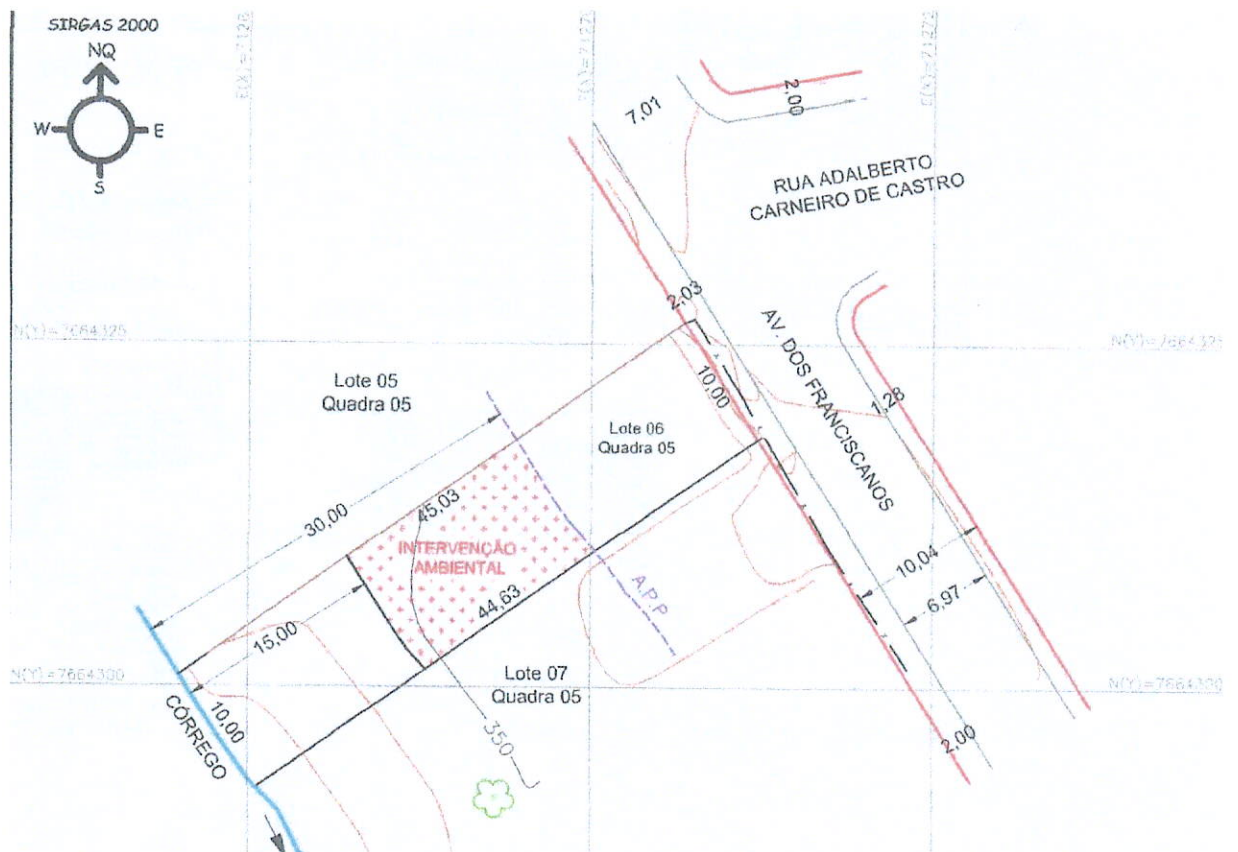 SIRGAS 2000
NQ
W
E
S
7,01
2,00
RUA ADALBERTO
CARNEIRO DE CASTRO
2,03
AV. DOS FRANCISCANOS
N(Y)=7664325
Lote 05
Quadra 05
10,00
1,28
Lote 06
Quadra 05
30,00
45,03
INTERVENÇÃO
AMBIENTAL
10,04
A.P.P
6,97
44,63
15,00
N(Y)=7664300
Lote 07
Quadra 05
N(Y)=7664300
10,00
CÓRREGO
350
2,00